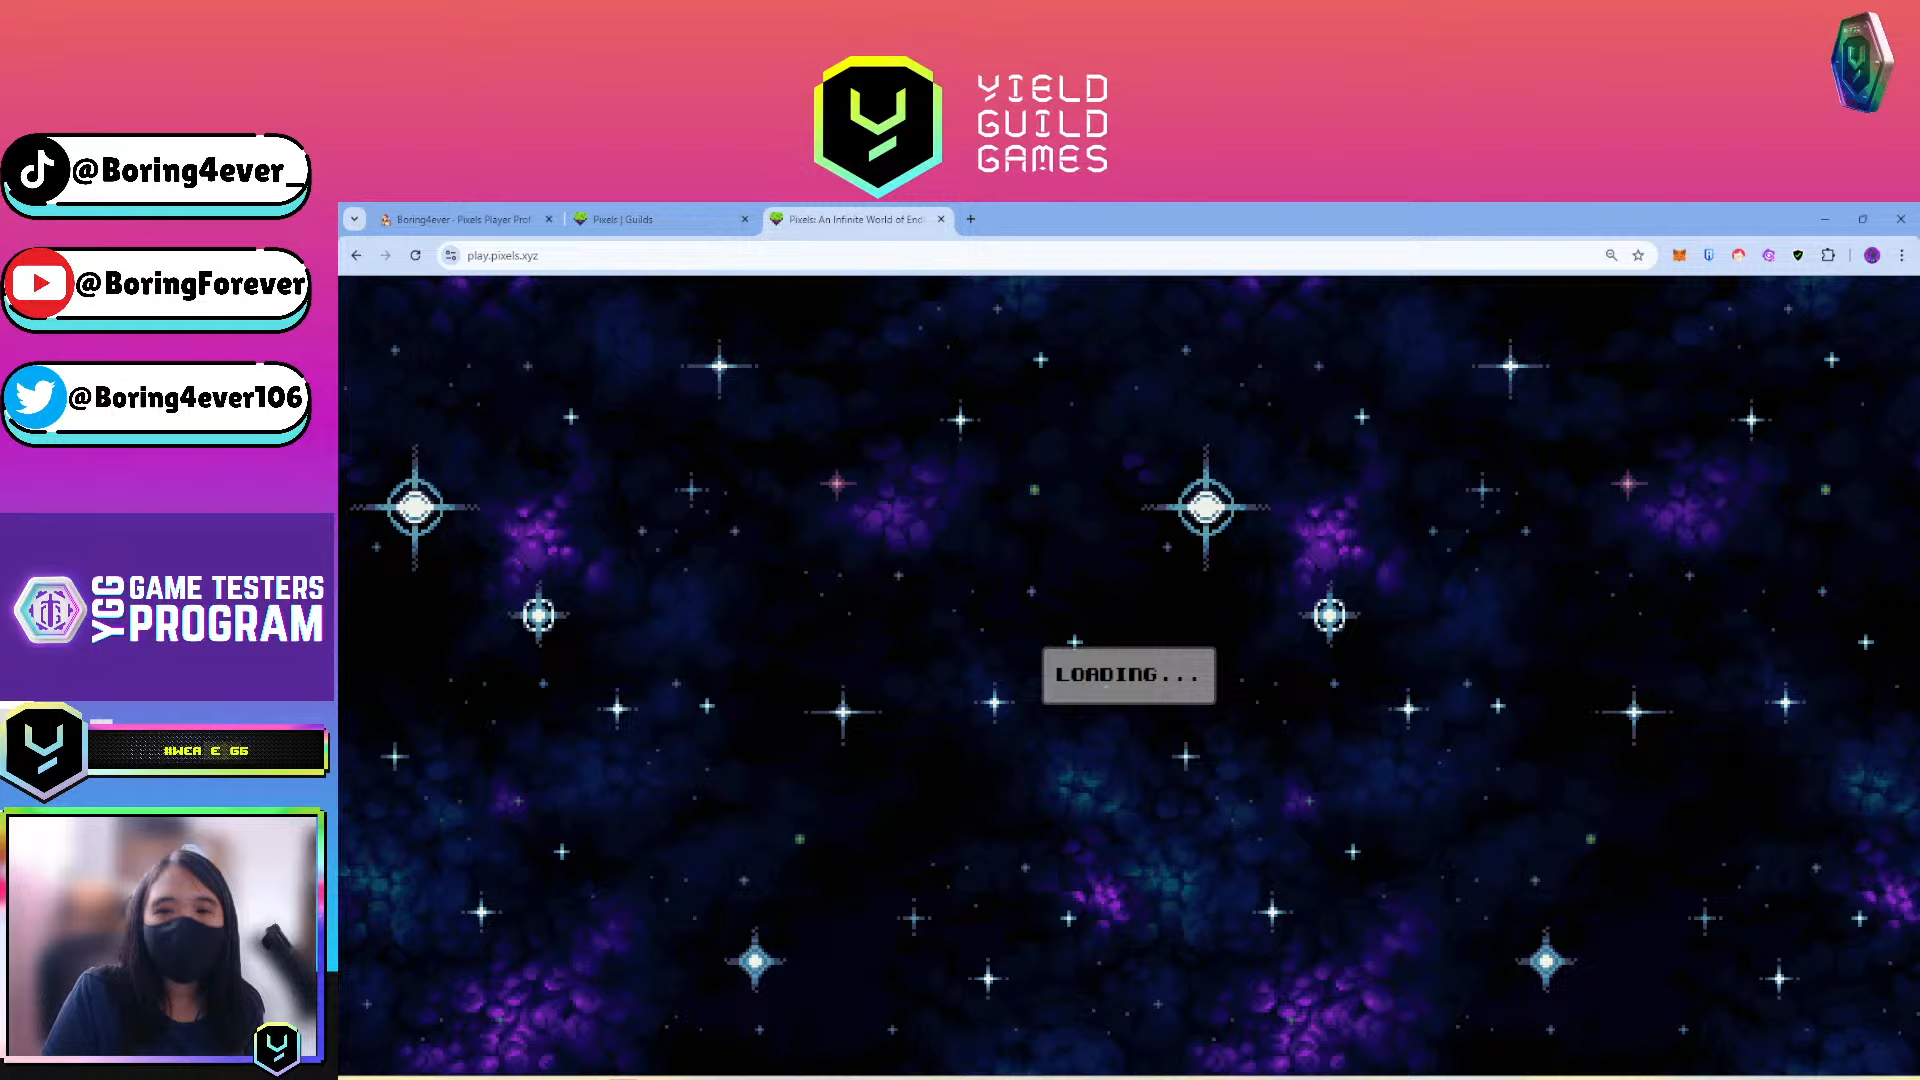 YIELD
GUILD
GAMES
@Boring4ever_
@BoringForever
@Boring4ever106
Boring4ever - Pixels Player Prof
Pixels | Guilds
Pixels: An Infinite World of End
play.pixels.xyz
YGG GAME TESTERS
PROGRAM
LOADING...